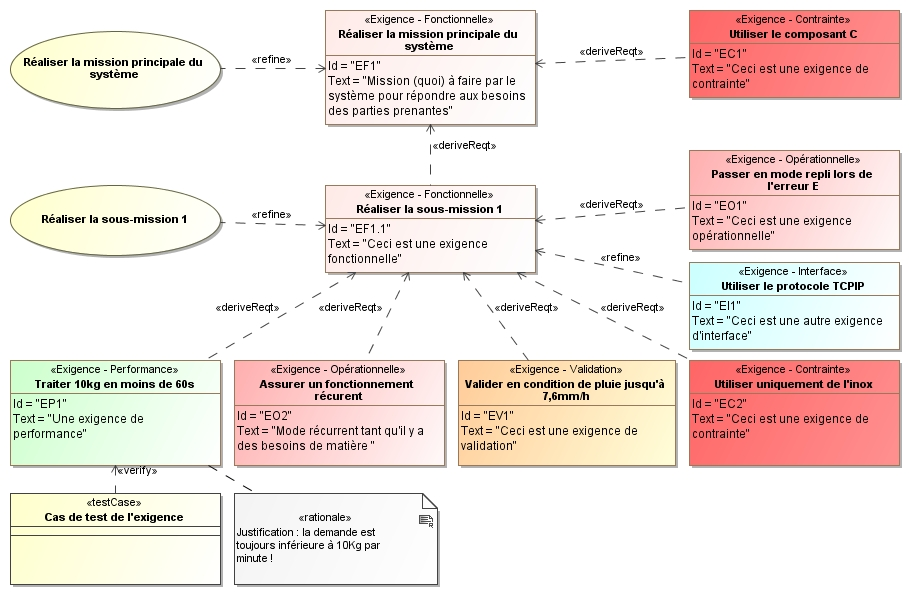 Réaliser la mission principale du
système
«refine»
«Exigence - Fonctionnelle»
Réaliser la mission principale du
système
Id = "EF1"
Text = "Mission (quoi) à faire par le
système pour répondre aux besoins
des parties prenantes"
«deriveReqt»
«Exigence - Contrainte»
Utiliser le composant C
Id = "EC1"
Text = "Ceci est une exigence de
contrainte"
«deriveReqt»
Réaliser la sous-mission 1
«refine»
«Exigence - Fonctionnelle»
Réaliser la sous-mission 1
Id = "EF1.1"
Text = "Ceci est une exigence
fonctionnelle"
«deriveReqt»
«Exigence - Opérationnelle»
Passer en mode repli lors de
l'erreur E
Id = "EO1"
Text = "Ceci est une exigence
opérationnelle"
«refine»
«Exigence - Interface»
Utiliser le protocole TCPIP
Id = "EI1"
Text = "Ceci est une autre exigence
d'interface"
«deriveReqt»
«deriveReqt»
«deriveReqt»
«deriveReqt»
«Exigence - Performance»
Traiter 10kg en moins de 60s
Id = "EP1"
Text = "Une exigence de
performance"
«Exigence - Opérationnelle»
Assurer un fonctionnement
récurent
Id = "EO2"
Text = "Mode récurrent tant qu'il y a
des besoins de matière "
«Exigence - Validation»
Valider en condition de pluie jusqu'à
7,6mm/h
Id = "EV1"
Text = "Ceci est une exigence de
validation"
«Exigence - Contrainte»
Utiliser uniquement de l'inox
Id = "EC2"
Text = "Ceci est une exigence de
contrainte"
«verify»
«testCase»
Cas de test de l'exigence
«rationale»
Justification : la demande est
toujours inférieure à 10Kg par
minute !